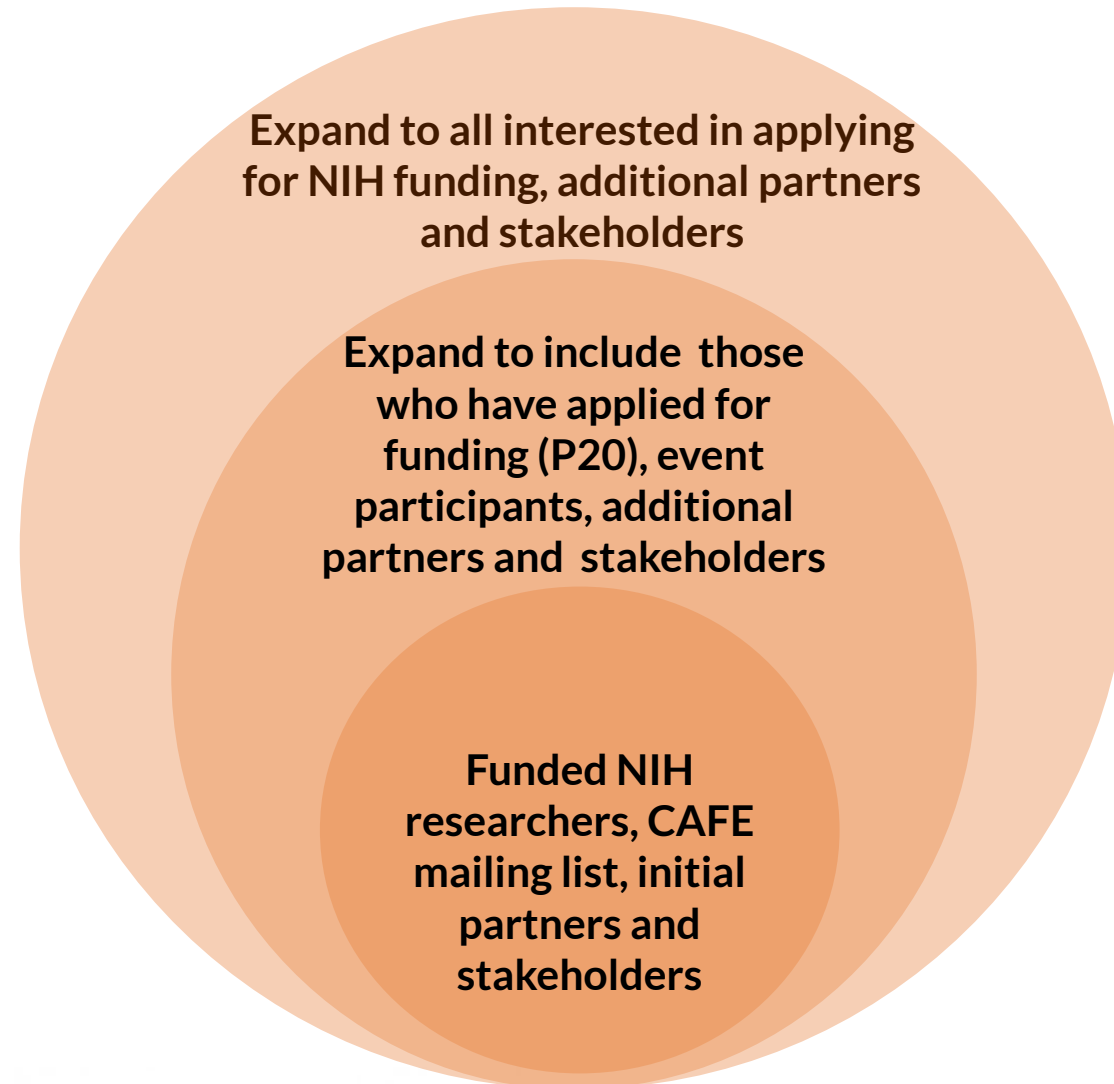 Expand to all interested in applying
for NIH funding, additional partners
and stakeholders
Expand to include those
who have applied for
funding (P20), event
participants, additional
partners and stakeholders
Funded NIH
researchers, CAFE
mailing list, initial
partners and
stakeholders